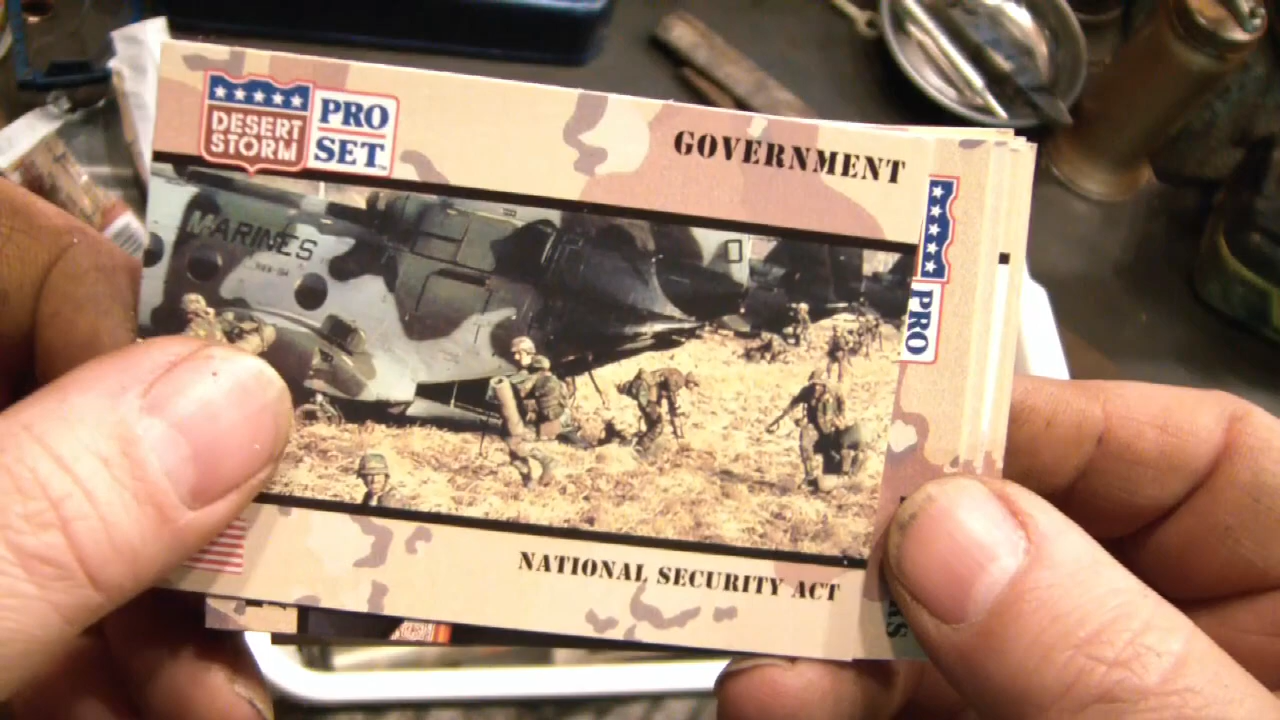 DESERT
STORM
PRO
SET
GOVERNMENT
MARINES
PRO
NATIONAL SECURITY ACT